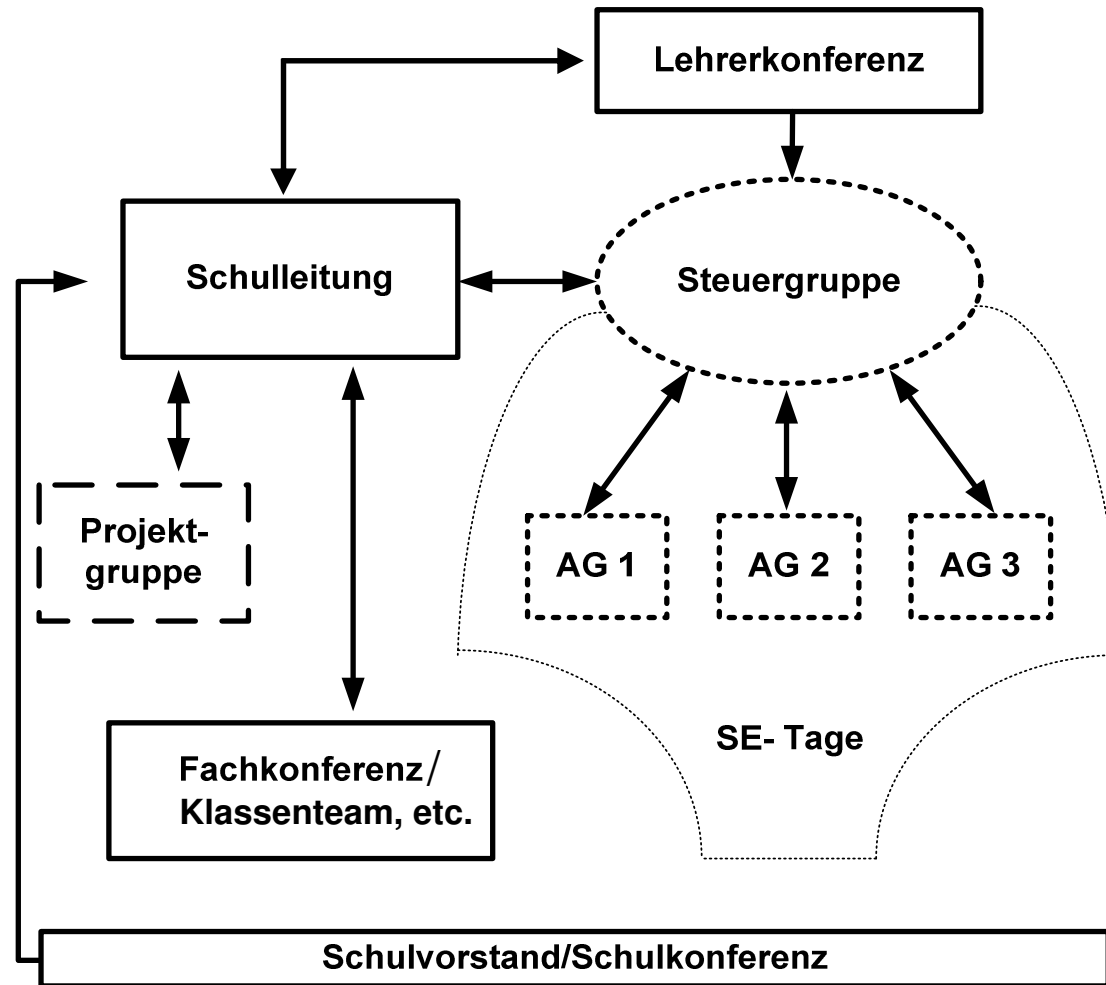 Lehrerkonferenz
Schulleitung
Steuergruppe
Projekt-
gruppe
AG 1
AG 2
AG 3
SE- Tage
Fachkonferenz/
Klassenteam, etc.
Schulvorstand/Schulkonferenz